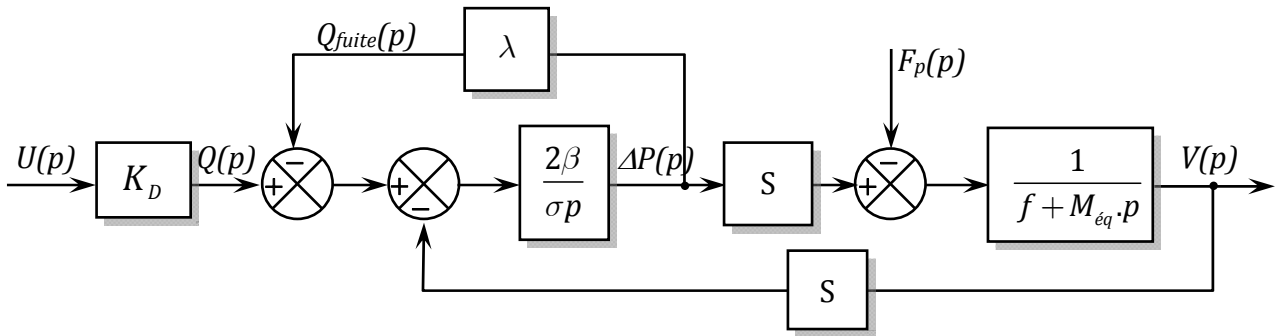 Q_fuite(p)
λ
F_p(p)
U(p)
K_D
Q(p)
−
+
+
−
2β
σp
ΔP(p)
S
−
+
1
f + M_éq.p
V(p)
S